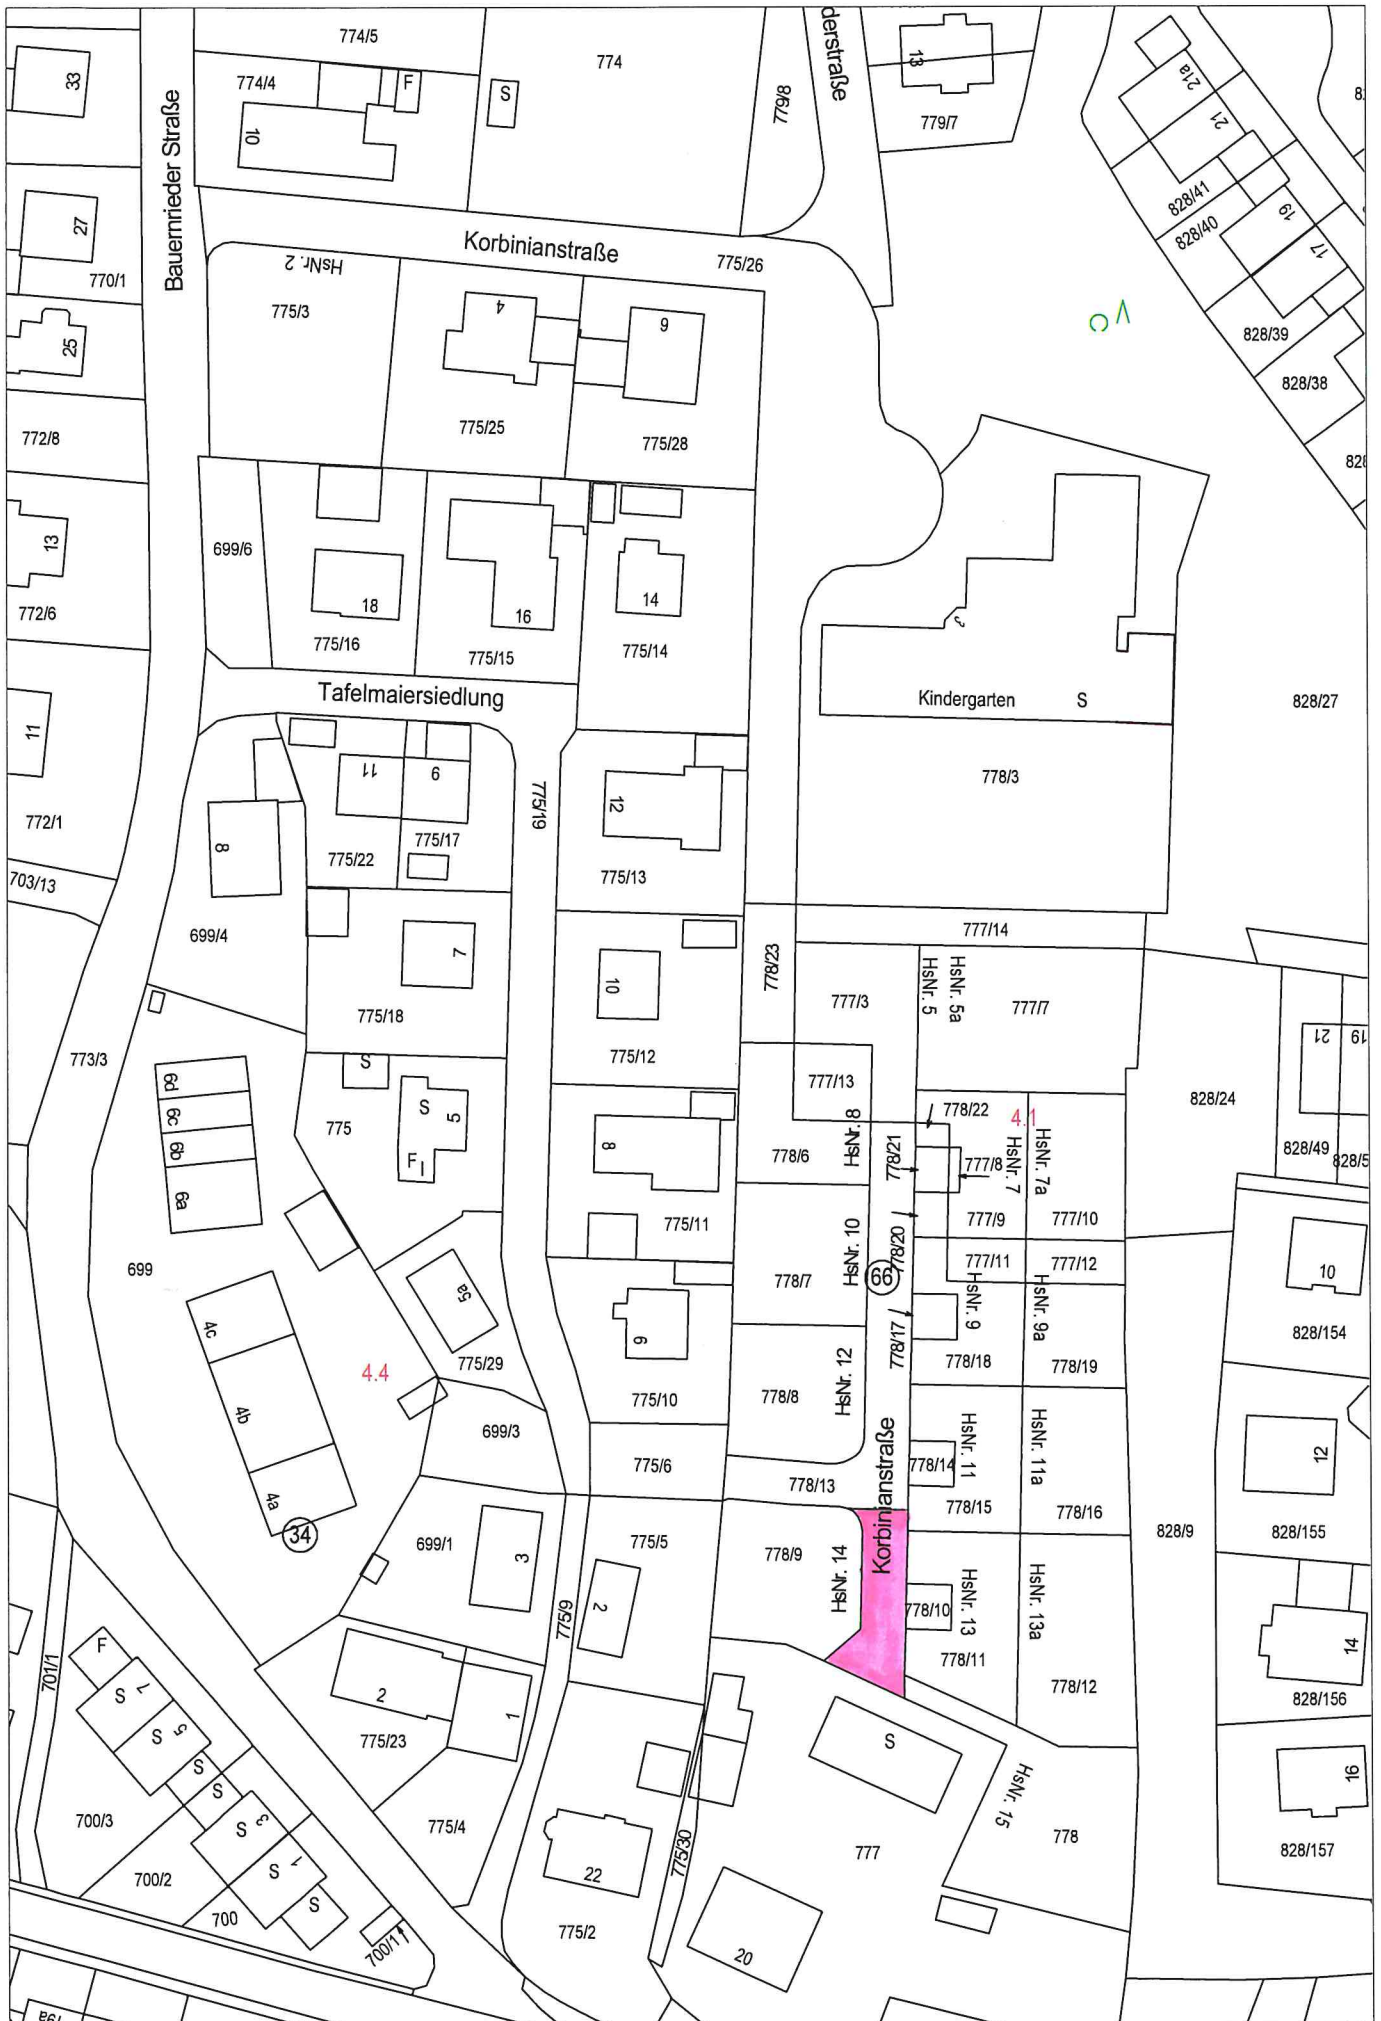 774/5
774
779/8
derstraße
13
779/7
21a
21
828/41
828/40
19
17
828/39
828/38
33
774/4
F
S
10
Bauernrieder Straße
27
770/1
Korbinianstraße
775/26
HsNr. 2
775/3
4
6
25
775/25
775/28
772/8
V
C
13
772/6
699/6
18
775/16
16
775/15
14
775/14
Tafelmaiersiedlung
3
Kindergarten
S
828/27
778/3
11
772/1
703/13
8
699/4
11
9
775/22
775/17
775/19
12
775/13
777/14
7
775/18
10
775/12
778/23
777/3
HsNr. 5
HsNr. 5a
777/7
21
19
773/3
6d
6c
6b
6a
S
775
S
5
F
8
775/11
777/13
778/6
HsNr. 8
778/22
4.1
778/21
777/8
HsNr. 7
HsNr. 7a
777/9
777/10
828/24
828/49
699
4c
4b
4a
34
4.4
5a
775/29
6
775/10
778/7
HsNr. 10
66
778/20
777/11
777/12
778/17
HsNr. 9
HsNr. 9a
778/18
778/19
10
828/154
778/8
HsNr. 12
699/3
775/6
778/13
Korbinianstraße
778/14
HsNr. 11
HsNr. 11a
778/15
778/16
828/9
12
828/155
699/1
3
775/5
2
775/9
778/9
HsNr. 14
778/10
HsNr. 13
HsNr. 13a
778/11
778/12
14
828/156
701/1
F
S
7
S
5
S
S
S
3
S
1
S
700/3
700/2
700
700/1
2
1
775/23
775/4
22
775/2
775/30
S
HsNr. 15
777
778
20
16
828/157